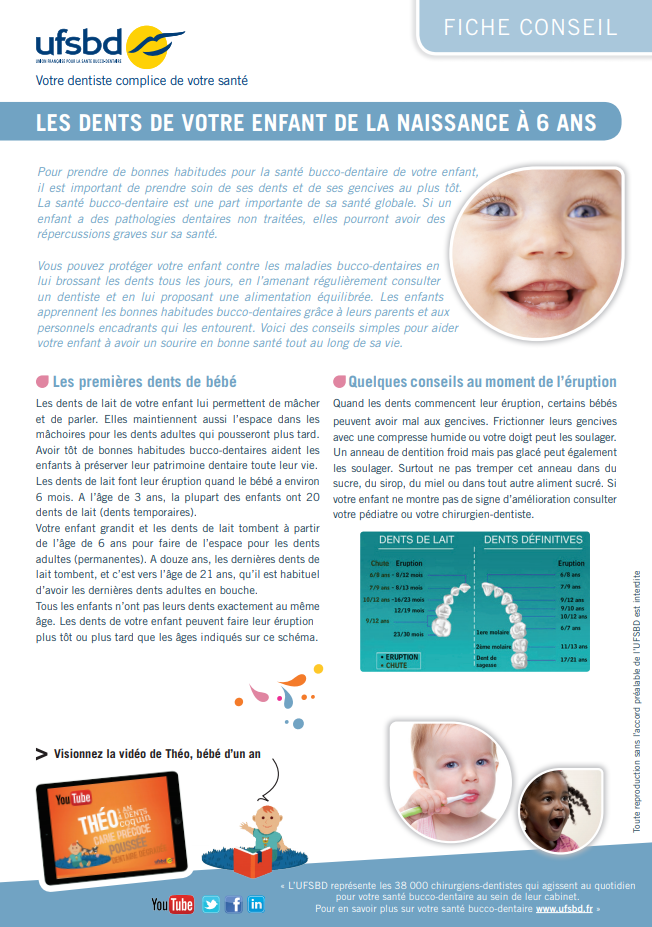 FICHE CONSEIL
ufsbd
UNION FRANÇAISE POUR LA SANTÉ BUCCO-DENTAIRE
Votre dentiste complice de votre santé
LES DENTS DE VOTRE ENFANT DE LA NAISSANCE À 6 ANS
Pour prendre de bonnes habitudes pour la santé bucco-dentaire de votre enfant,
il est important de prendre soin de ses dents et de ses gencives au plus tôt.
La santé bucco-dentaire est une part importante de sa santé globale. Si un
enfant a des pathologies dentaires non traitées, elles pourront avoir des
répercussions graves sur sa santé.
Vous pouvez protéger votre enfant contre les maladies bucco-dentaires en
lui brossant les dents tous les jours, en l'amenant régulièrement consulter
un dentiste et en lui proposant une alimentation équilibrée. Les enfants
apprennent les bonnes habitudes bucco-dentaires grâce à leurs parents et aux
personnels encadrants qui les entourent. Voici des conseils simples pour aider
votre enfant à avoir un sourire en bonne santé tout au long de sa vie.
Les premières dents de bébé
Les dents de lait de votre enfant lui permettent de mâcher
et de parler. Elles maintiennent aussi l'espace dans les
mâchoires pour les dents adultes qui pousseront plus tard.
Avoir tôt de bonnes habitudes bucco-dentaires aident les
enfants à préserver leur patrimoine dentaire toute leur vie.
Les dents de lait font leur éruption quand le bébé a environ
6 mois. A l'âge de 3 ans, la plupart des enfants ont 20
dents de lait (dents temporaires).
Votre enfant grandit et les dents de lait tombent à partir
de l'âge de 6 ans pour faire de l'espace pour les dents
adultes (permanentes). A douze ans, les dernières dents de
lait tombent, et c'est vers l'âge de 21 ans, qu'il est habituel
d'avoir les dernières dents adultes en bouche.
Tous les enfants n'ont pas leurs dents exactement au même
âge. Les dents de votre enfant peuvent faire leur éruption
plus tôt ou plus tard que les âges indiqués sur ce schéma.
Quelques conseils au moment de l'éruption
Quand les dents commencent leur éruption, certains bébés
peuvent avoir mal aux gencives. Frictionner leurs gencives
avec une compresse humide ou votre doigt peut les soulager.
Un anneau de dentition froid mais pas glacé peut également
les soulager. Surtout ne pas tremper cet anneau dans du
sucre, du sirop, du miel ou dans tout autre aliment sucré. Si
votre enfant ne montre pas de signe d'amélioration consulter
votre pédiatre ou votre chirurgien-dentiste.
DENTS DE LAIT
Chute Eruption
6/8 ans - 8/12 mois
7/9 ans - 8/13 mois
10/12 ans -16/23 mois
12/19 mois
9/12 ans
23/30 mois
• ERUPTION
• CHUTE
DENTS DÉFINITIVES
Eruption
6/8 ans
7/9 ans
9/12 ans
9/10 ans
10/12 ans
6/7 ans
1ere molaire
2ème molaire
11/13 ans
Dent de
sagesse
17/21 ans
Toute reproduction sans l'accord préalable de l'UFSBD est interdite
> Visionnez la vidéo de Théo, bébé d'un an
YouTube
THÉO
1 AN
4 DENTS
coquin
CARIE PRÉCOCE
POUSSÉE
ufsbd
YouTube
« L'UFSBD représente les 38 000 chirurgiens-dentistes qui agissent au quotidien
pour votre santé bucco-dentaire au sein de leur cabinet.
Pour en savoir plus sur votre santé bucco-dentaire www.ufsbd.fr »